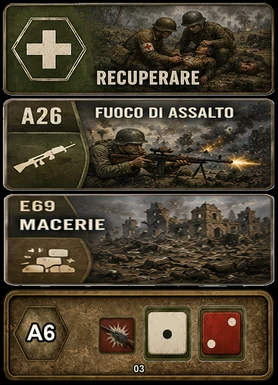 RECUPERARE
A26
FUOCO DI ASSALTO
E69
MACERIE
A6
03